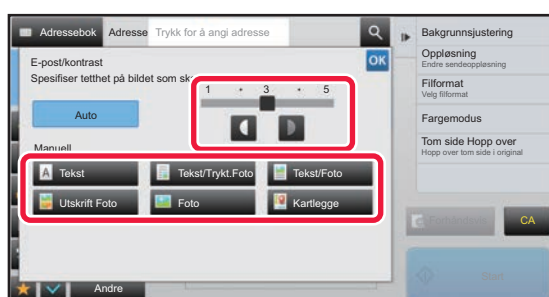 Adressebok Adresse Trykk for å angi adresse
E-post/kontrast
OK
Spesifiser tetthet på bildet som sk
1 • 3 • 5
Auto
Manuell
A Tekst
Tekst/Trykt.Foto
Tekst/Foto
Utskrift Foto
Foto
Kartlegge
Andre
Bakgrunnsjustering
Oppløsning
Endre sendeoppløsning
Filformat
Velg filformat
Fargemodus
Tom side Hopp over
Hopp over tom side i original
CA
Start